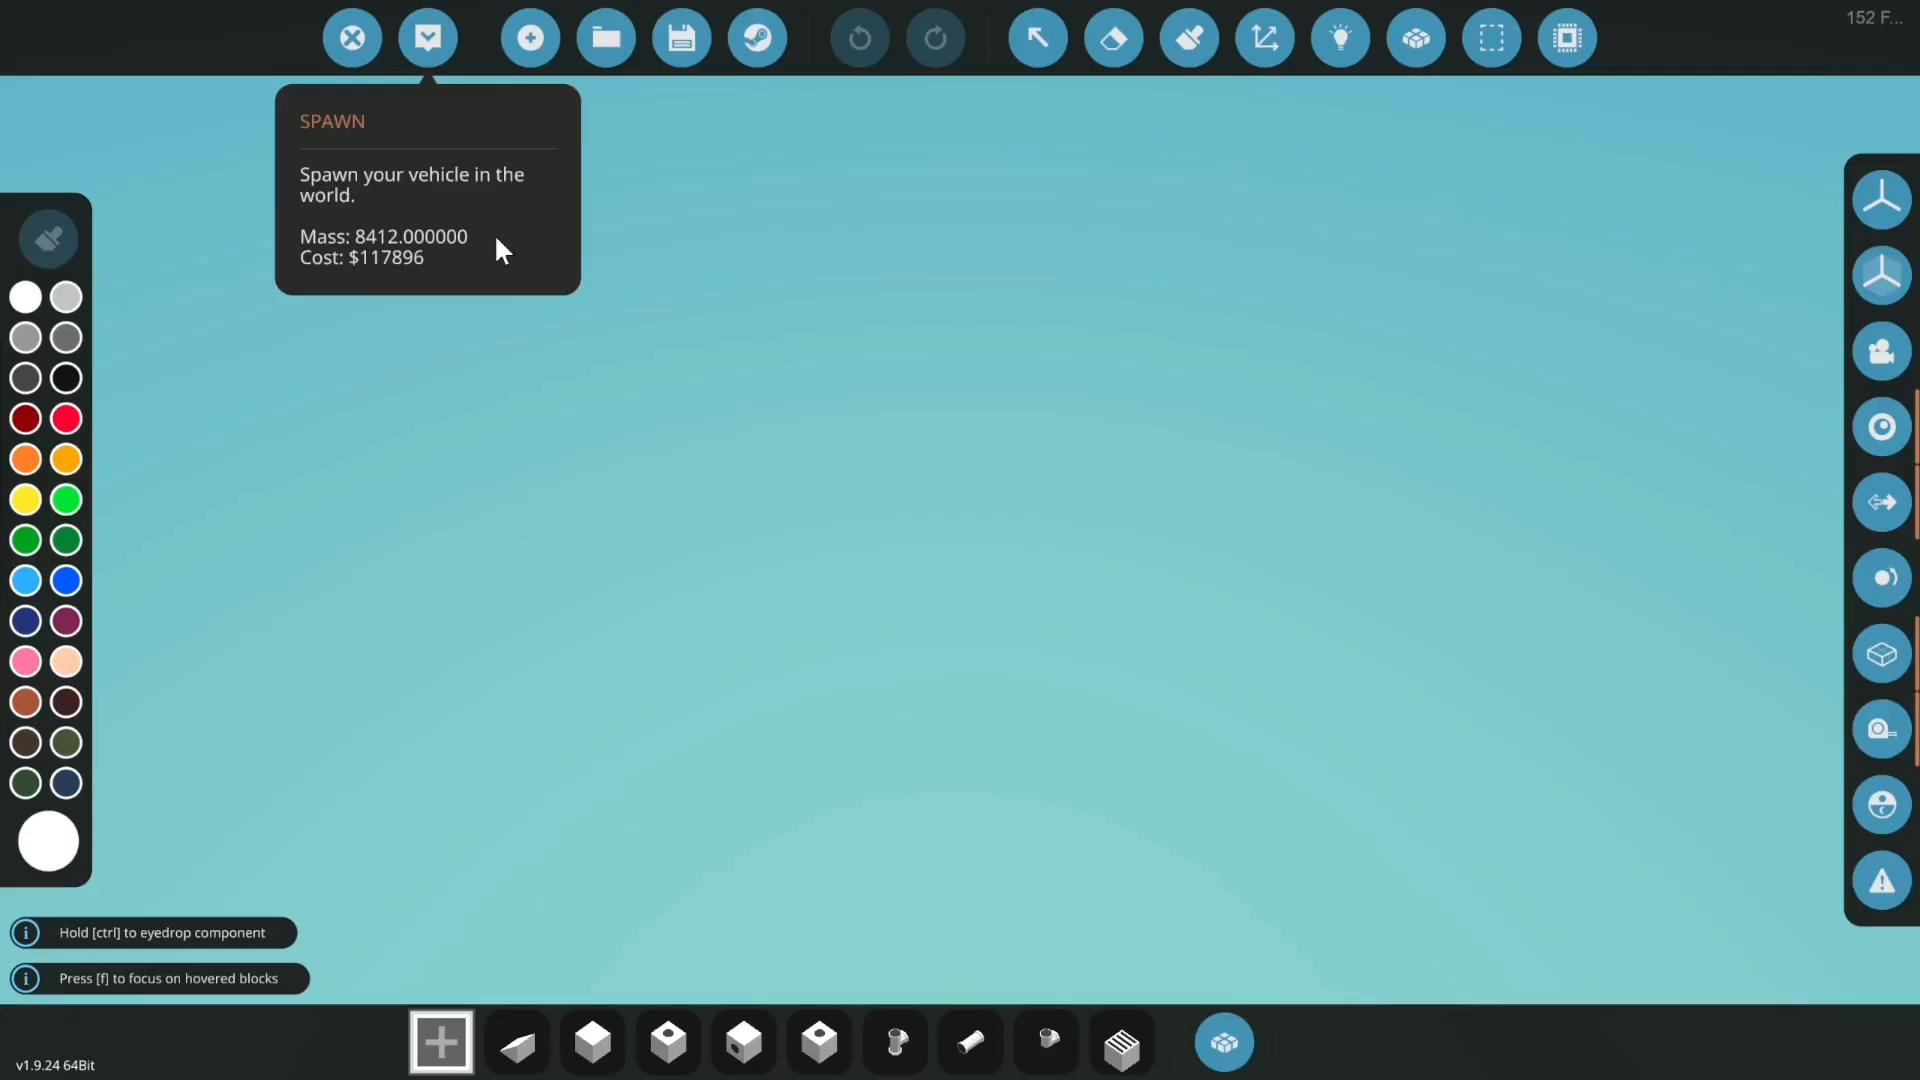 152 F...
SPAWN
Spawn your vehicle in the
world.
Mass: 8412.000000
Cost: $117896
Hold [ctrl] to eyedrop component
Press [f] to focus on hovered blocks
v1.9.24 64Bit